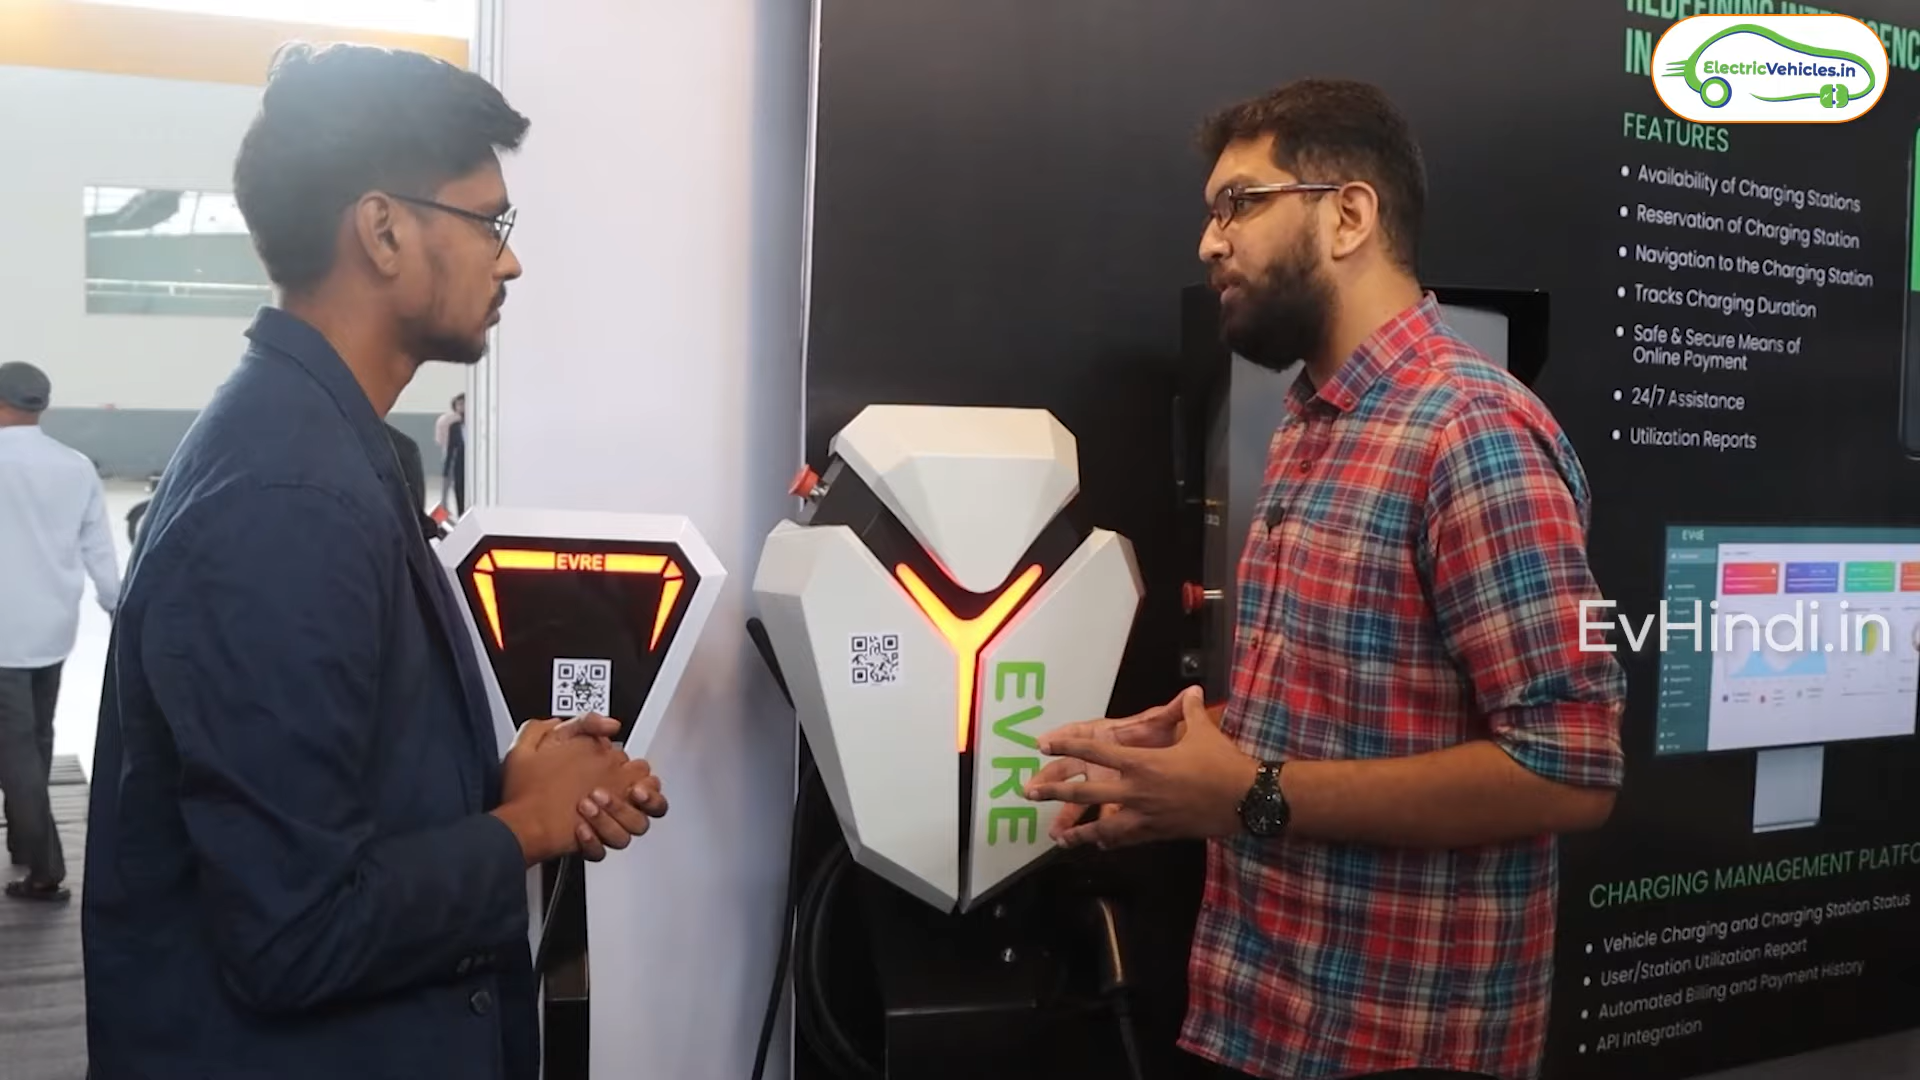 ElectricVehicles.in
FEATURES
• Availability of Charging Stations
• Reservation of Charging Station
• Navigation to the Charging Station
• Tracks Charging Duration
• Safe & Secure Means of
Online Payment
• 24/7 Assistance
• Utilization Reports
EVRE
EVRE
EVRE
EvHindi.in
CHARGING MANAGEMENT
• Vehicle Charging and Charging Station Status
• User/Station Utilization Report
• Automated Billing and Payment History
• API Integration